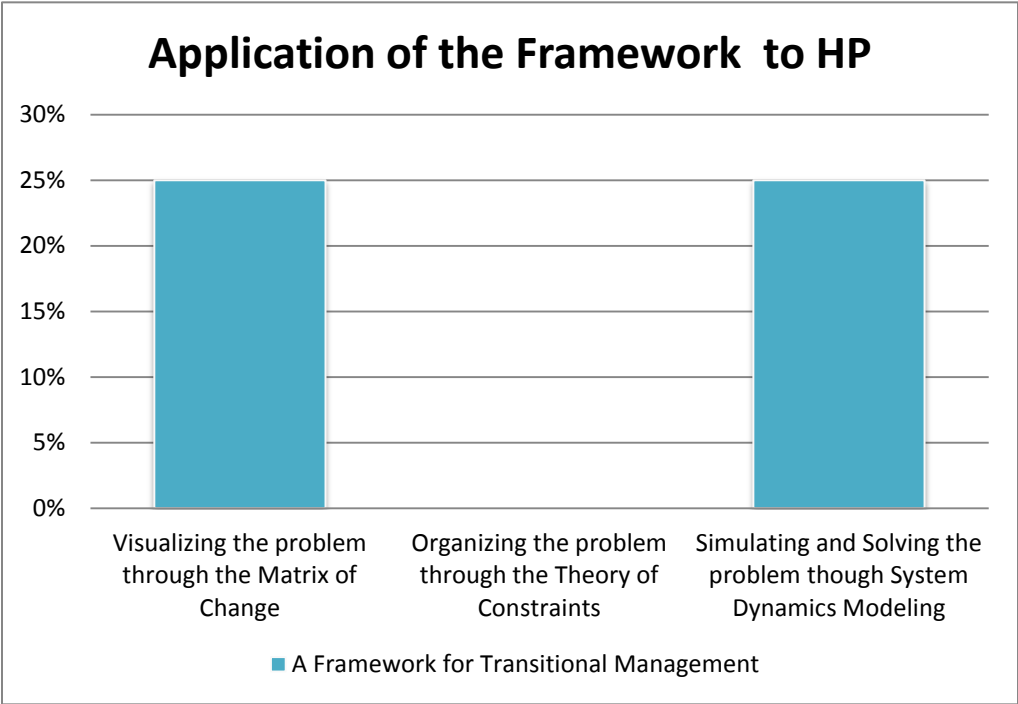 Application of the Framework  to HP
30%
25%
20%
15%
10%
5%
0%
Visualizing the problem
through the Matrix of
Change
Organizing the problem
through the Theory of
Constraints
Simulating and Solving the
problem though System
Dynamics Modeling
A Framework for Transitional Management